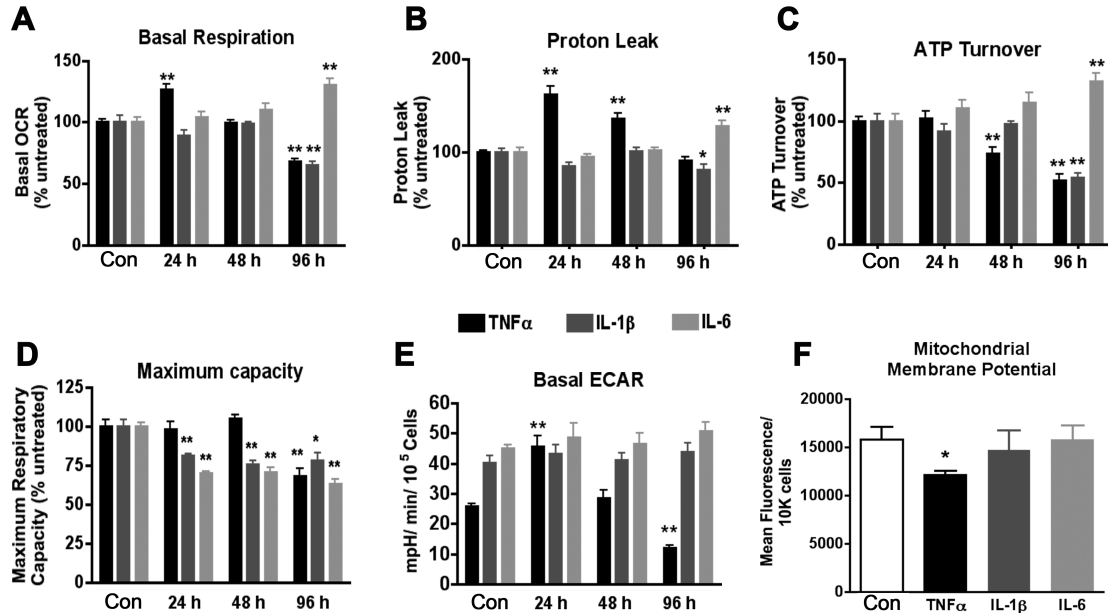 A
Basal Respiration
Basal OCR
(% untreated)
150
100
50
0
**
** **
**
Con 24 h 48 h 96 h
B
Proton Leak
Proton Leak
(% untreated)
200
100
0
**
**
*
**
Con 24 h 48 h 96 h
C
ATP Turnover
ATP Turnover
(% untreated)
150
100
50
0
**
** **
**
Con 24 h 48 h 96 h
TNFα IL-1β IL-6
D
Maximum capacity
Maximum Respiratory
Capacity (% untreated)
125
100
75
50
25
0
** **
** **
** * **
Con 24 h 48 h 96 h
E
Basal ECAR
mpH/ min/ 10 5 Cells
60
50
40
30
20
10
0
**
**
Con 24 h 48 h 96 h
F
Mitochondrial
Membrane Potential
Mean Fluorescence/
10K cells
20000
15000
10000
5000
0
*
Con TNFα IL-1β IL-6